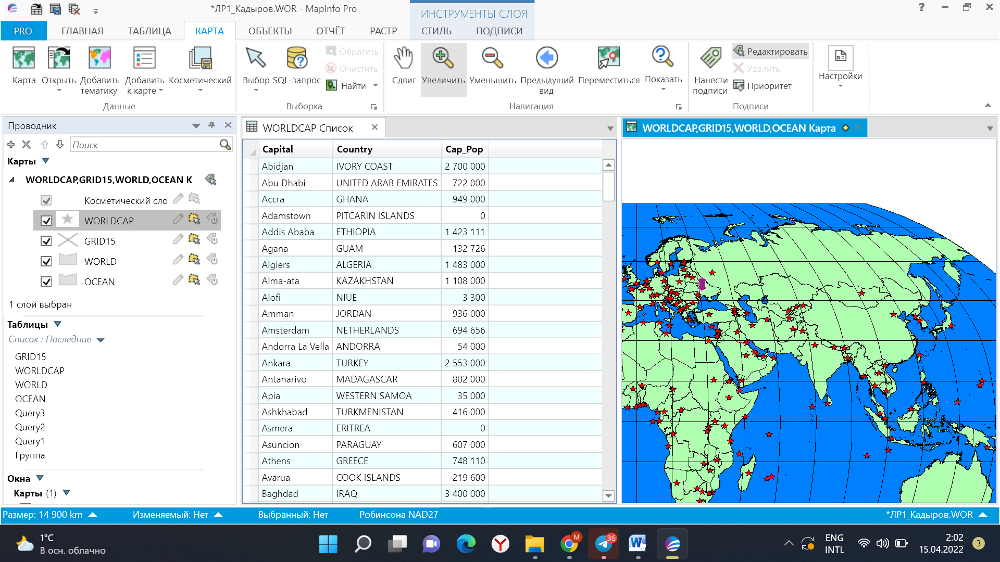 *ЛР1_Кадыров.WOR - MapInfo Pro
ИНСТРУМЕНТЫ СЛОЯ
PRO ГЛАВНАЯ ТАБЛИЦА КАРТА ОБЪЕКТЫ ОТЧЁТ РАСТР СТИЛЬ ПОДПИСИ
Карта
Открыть
Добавить тематику
Добавить к карте
Косметический
Данные
Выбор
SQL-запрос
Обратить
Очистить
Найти
Выборка
Сдвиг
Увеличить
Уменьшить
Предыдущий вид
Переместиться
Показать
Навигация
Нанести подписи
Редактировать
Удалить
Приоритет
Подписи
Настройки
Проводник
Поиск
Карты
WORLDCAP,GRID15,WORLD,OCEAN К
Косметический сло
WORLDCAP
GRID15
WORLD
OCEAN
1 слой выбран
Таблицы
Список : Последние
GRID15
WORLDCAP
WORLD
OCEAN
Query3
Query2
Query1
Группа
Окна
Карты (1)
WORLDCAP Список
Capital Country Cap_Pop
Abidjan IVORY COAST 2 700 000
Abu Dhabi UNITED ARAB EMIRATES 722 000
Accra GHANA 949 000
Adamstown PITCARIN ISLANDS 0
Addis Ababa ETHIOPIA 1 423 111
Agana GUAM 132 726
Algiers ALGERIA 1 483 000
Alma-ata KAZAKHSTAN 1 108 000
Alofi NIUE 3 300
Amman JORDAN 936 000
Amsterdam NETHERLANDS 694 656
Andorra La Vella ANDORRA 54 000
Ankara TURKEY 2 553 000
Antanarivo MADAGASCAR 802 000
Apia WESTERN SAMOA 35 000
Ashkhabad TURKMENISTAN 416 000
Asmera ERITREA 0
Asuncion PARAGUAY 607 000
Athens GREECE 748 110
Avarua COOK ISLANDS 219 600
Baghdad IRAQ 3 400 000
WORLDCAP,GRID15,WORLD,OCEAN Карта
Размер: 14 900 km Изменяемый: Нет Выбранный: Нет Робинсона NAD27 *ЛР1_Кадыров.WOR
1°C
В осн. облачно
M
36
ENG
INTL
2:02
15.04.2022
3